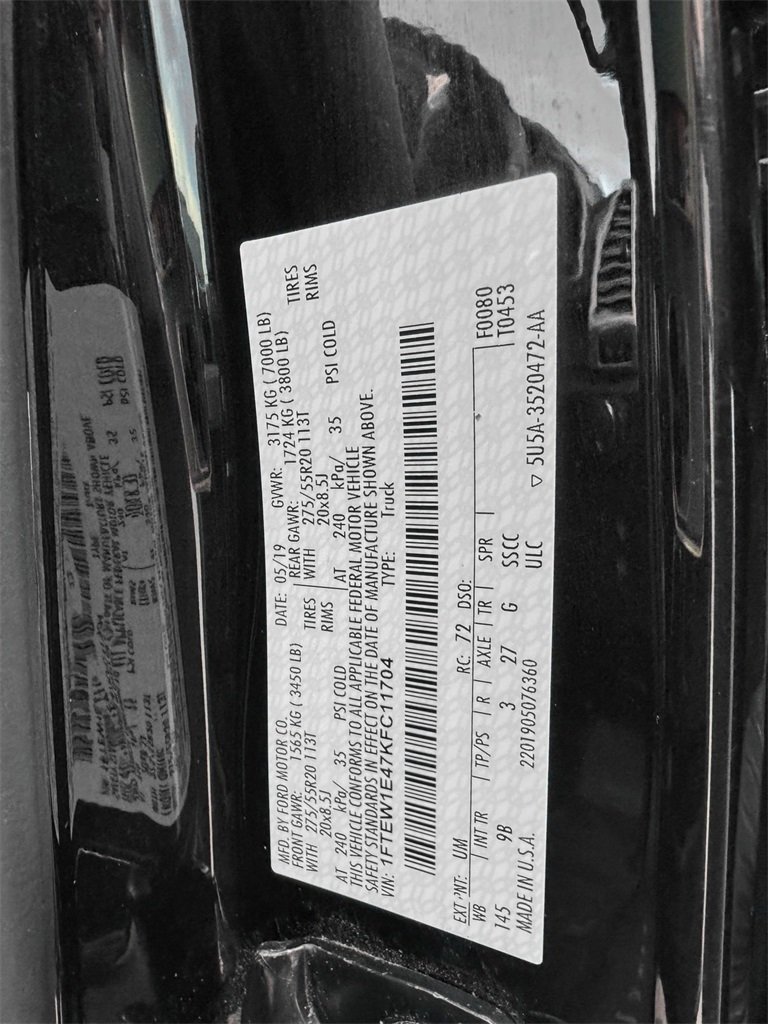 MFD. BY FORD MOTOR CO. DATE: 05/19 GVWR: 3175 KG ( 7000 LB)
FRONT GAWR: 1565 KG ( 3450 LB) REAR GAWR: 1724 KG ( 3800 LB)
WITH 275/55R20 113T TIRES WITH 275/55R20 113T TIRES
20x8.5J RIMS 20x8.5J RIMS
AT 240 kPa/ 35 PSI COLD AT 240 kPa/ 35 PSI COLD
THIS VEHICLE CONFORMS TO ALL APPLICABLE FEDERAL MOTOR VEHICLE
SAFETY STANDARDS IN EFFECT ON THE DATE OF MANUFACTURE SHOWN ABOVE.
VIN: 1FTEW1E47KFC11704 TYPE: Truck
EXT PNT: UM RC: 72 DSO: F0080
WB INT TR TP/PS R AXLE TR SPR T0453
145 9B 3 27 G SSCC
MADE IN U.S.A. 2201905076360 ULC ▽ 5U5A-3520472-AA